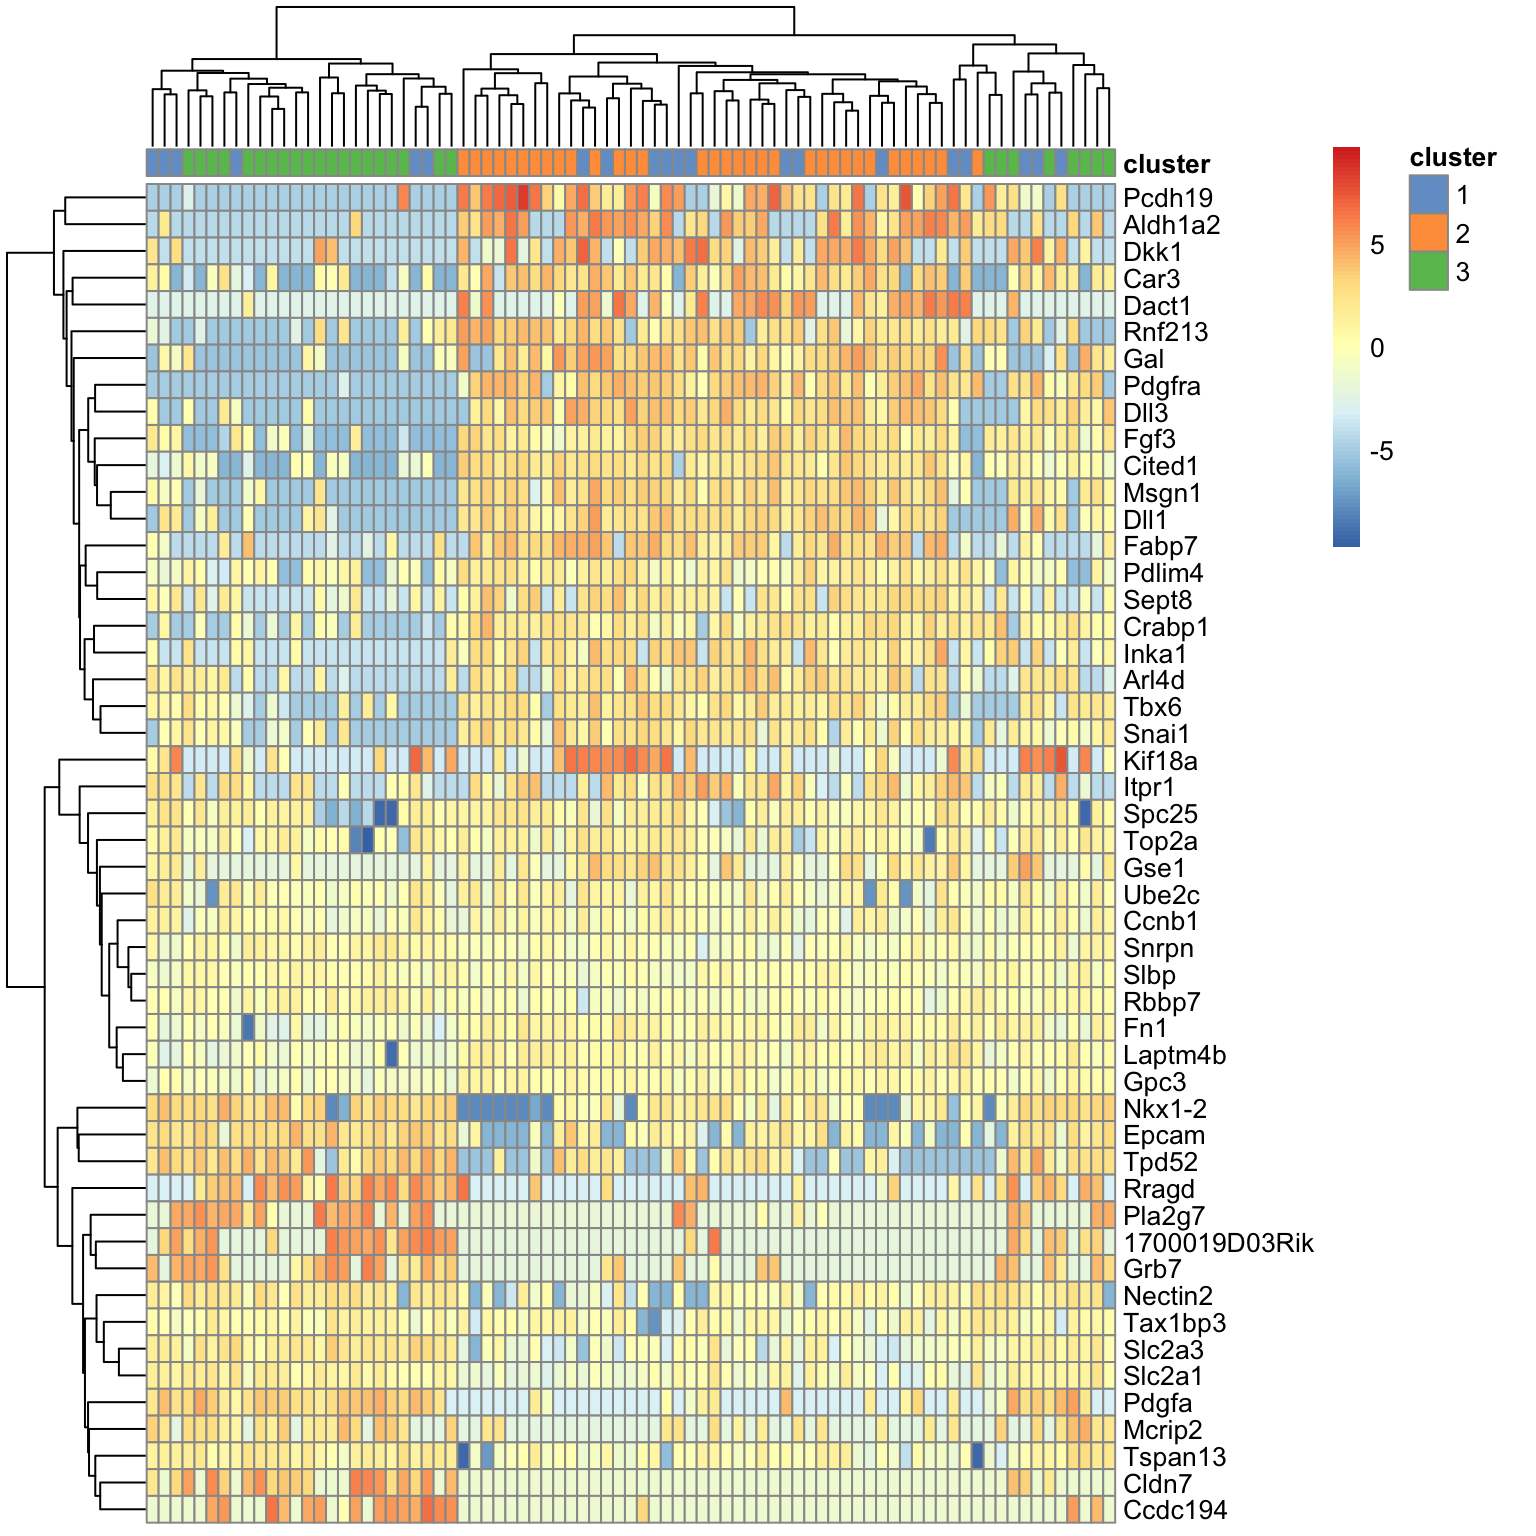 cluster
Pcdh19
Aldh1a2
Dkk1
Car3
Dact1
Rnf213
Gal
Pdgfra
Dll3
Fgf3
Cited1
Msgn1
Dll1
Fabp7
Pdlim4
Sept8
Crabp1
Inka1
Arl4d
Tbx6
Snai1
Kif18a
Itpr1
Spc25
Top2a
Gse1
Ube2c
Ccnb1
Snrpn
Slbp
Rbbp7
Fn1
Laptm4b
Gpc3
Nkx1-2
Epcam
Tpd52
Rragd
Pla2g7
1700019D03Rik
Grb7
Nectin2
Tax1bp3
Slc2a3
Slc2a1
Pdgfa
Mcrip2
Tspan13
Cldn7
Ccdc194
5
0
-5
cluster
1
2
3